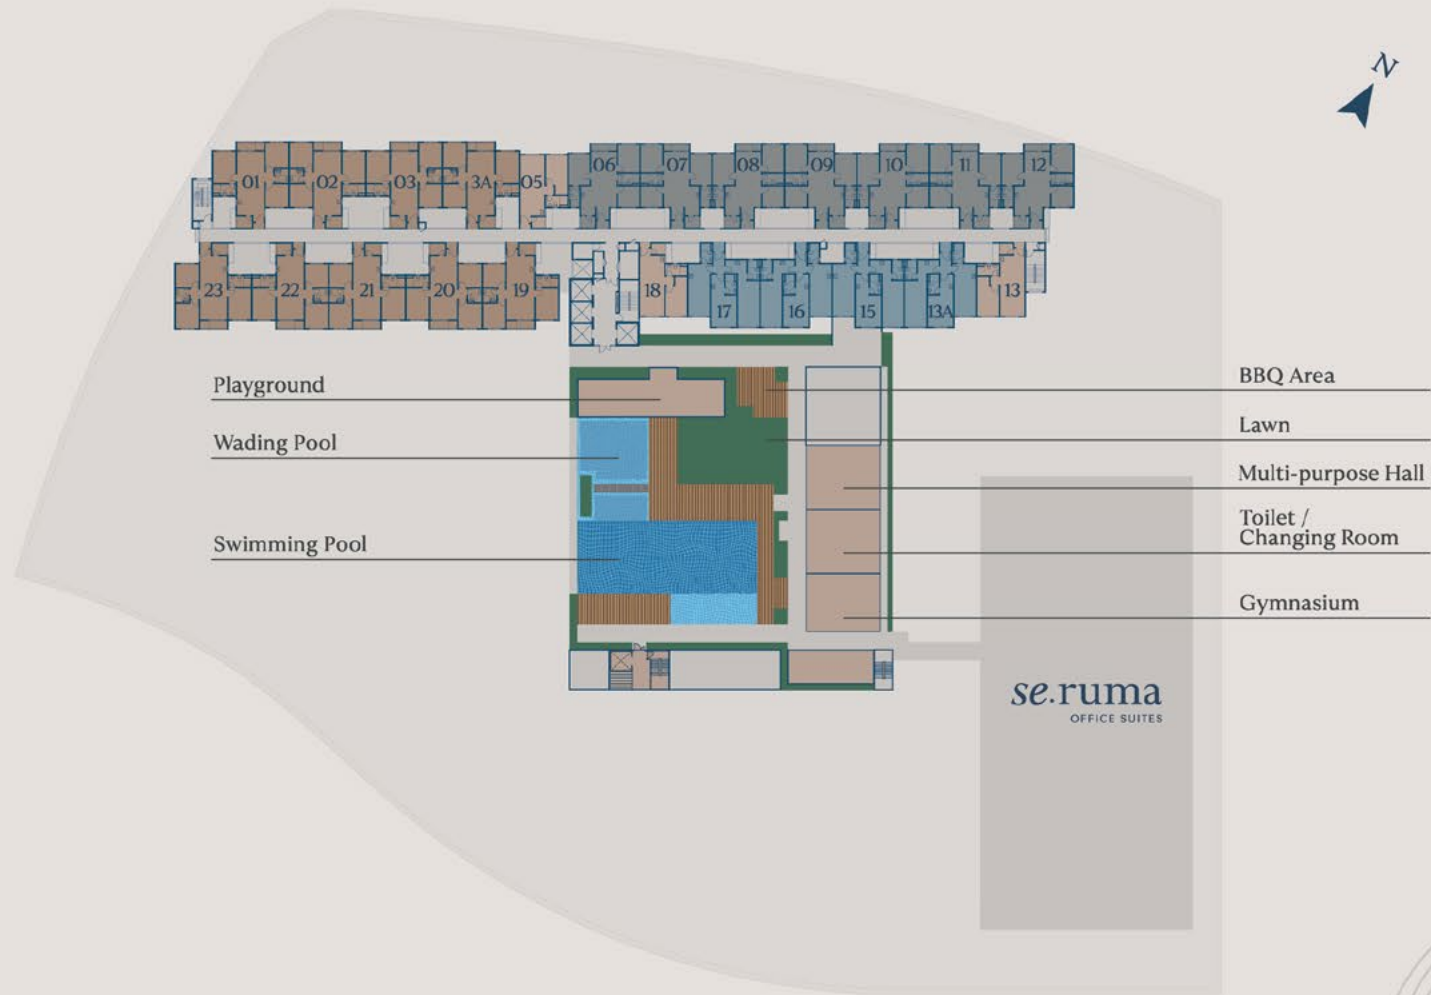 N
01
02
03
3A
05
06
07
08
09
10
11
12
23
22
21
20
19
18
17
16
15
13A
13
Playground
Wading Pool
Swimming Pool
BBQ Area
Lawn
Multi-purpose Hall
Toilet /
Changing Room
Gymnasium
se.ruma
OFFICE SUITES